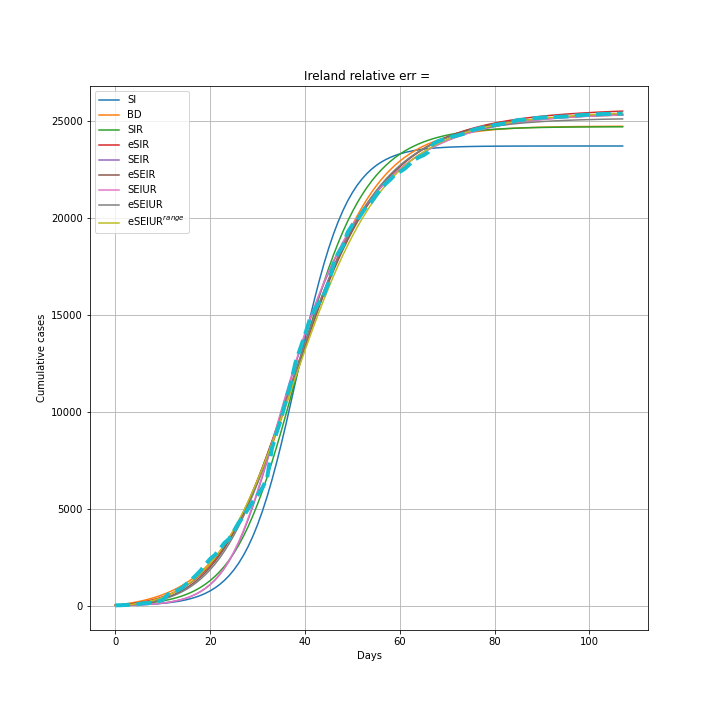 Ireland relative err =
SI
BD
SIR
eSIR
SEIR
eSEIR
SEIUR
eSEIUR
eSEIUR^range
25000
20000
15000
10000
5000
0
Cumulative cases
0 20 40 60 80 100
Days